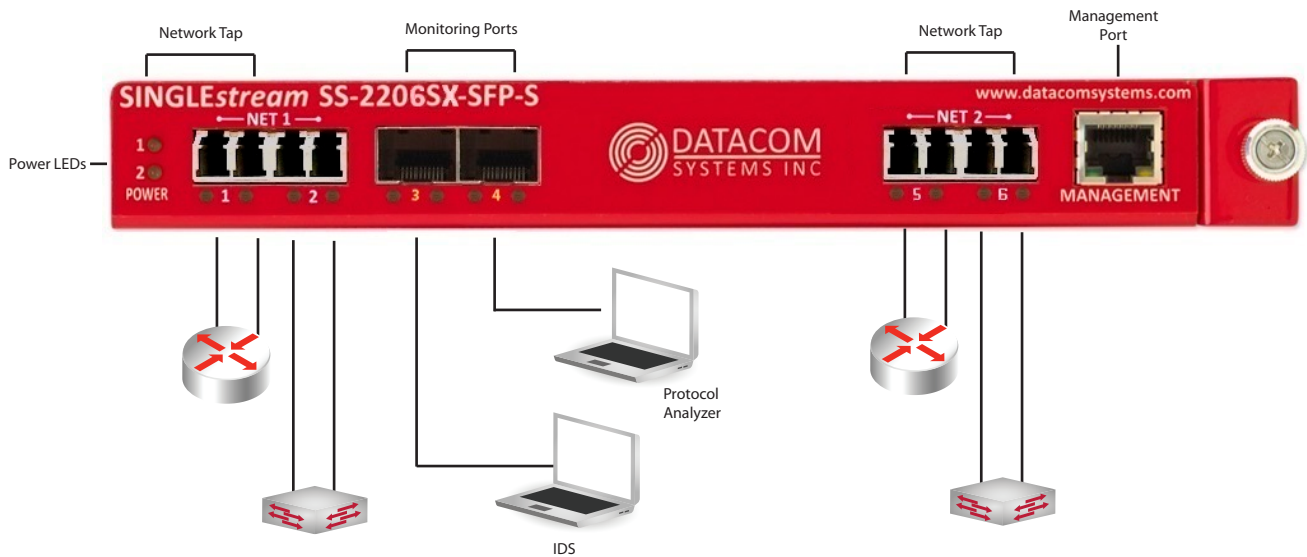 Network Tap
Monitoring Ports
Network Tap
Management
Port
SINGLEstream SS-2206SX-SFP-S
www.datacomsystems.com
NET 1
NET 2
DATACOM
SYSTEMS INC
Power LEDs
1
2
POWER
1
2
3
4
5
6
MANAGEMENT
Protocol
Analyzer
IDS